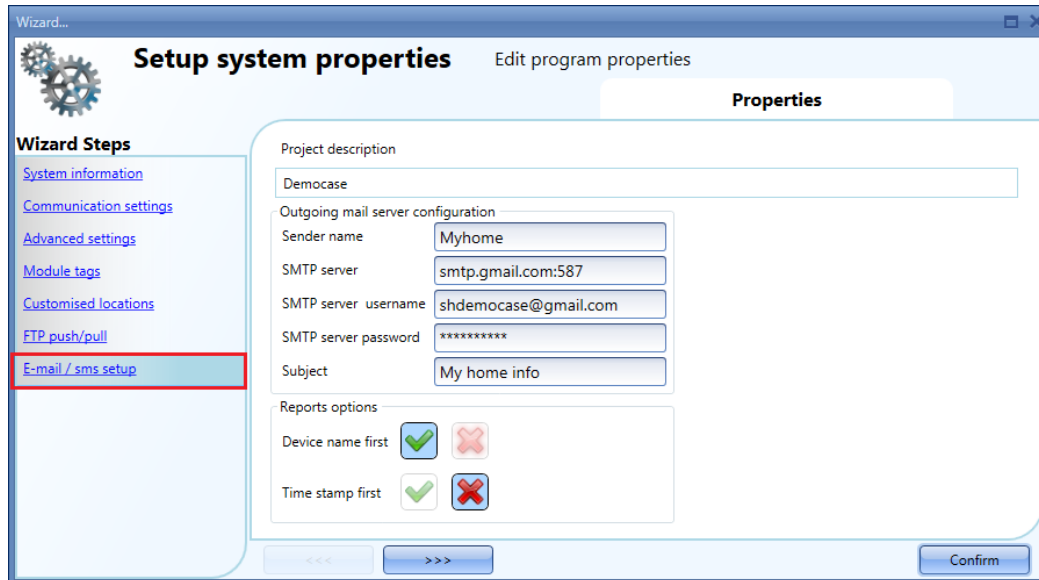 Wizard...
Setup system properties
Edit program properties
Properties
Wizard Steps
System information
Communication settings
Advanced settings
Module tags
Customised locations
FTP push/pull
E-mail / sms setup
Project description
Democase
Outgoing mail server configuration
Sender name Myhome
SMTP server smtp.gmail.com:587
SMTP server username shdemocase@gmail.com
SMTP server password **********
Subject My home info
Reports options
Device name first
Time stamp first
<<< >>> Confirm